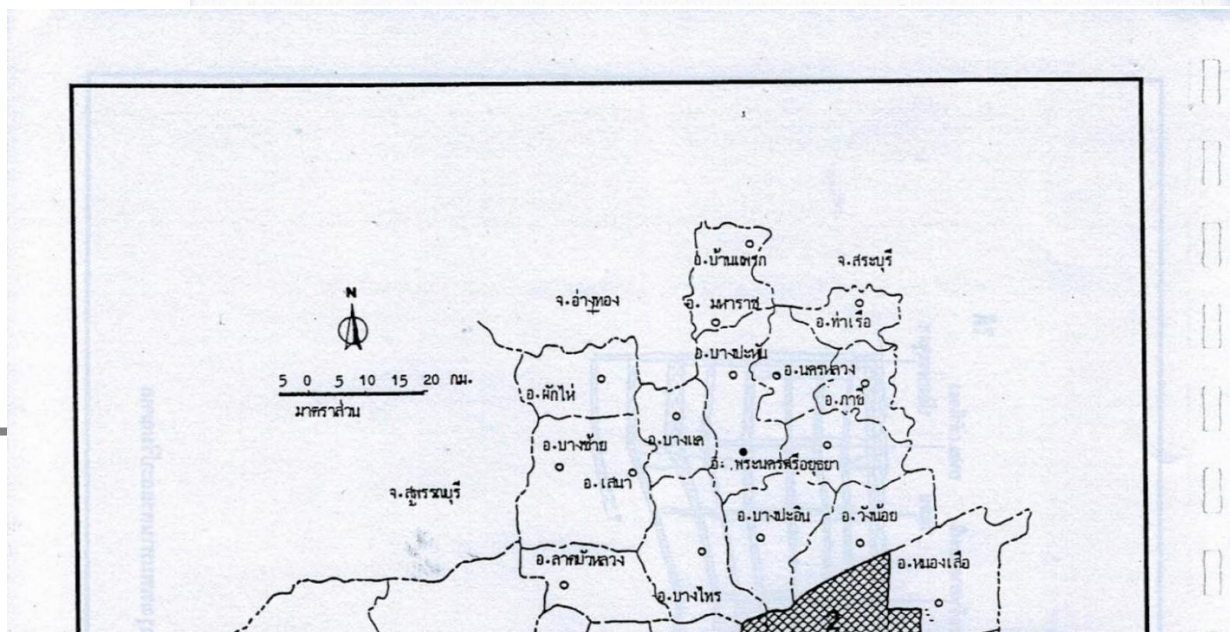 อ.บ้านแพรก
จ.สระบุรี
N
จ.อ่างทอง
อ. มหาราช
อ.ท่าเรือ
อ.บางปะหัน
อ.นครหลวง
5 0 5 10 15 20 กม.
มาตราส่วน
อ.ผักไห่
อ.ภาชี
อ.บางซ้าย
อ.บางแค
อ. พระนครศรีอยุธยา
อ.เสนา
จ.สุพรรณบุรี
อ.บางปะอิน
อ.วังน้อย
อ.ลาดบัวหลวง
อ.หนองเสือ
อ.บางไทร
2